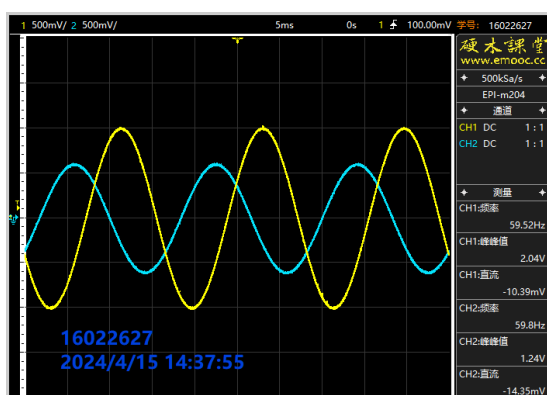 1 500mV/ 2 500mV/ 5ms 0s 1 100.00mV 学号: 16022627
硬木課堂
www.emooc.cc
500kSa/s
EPI-m204
通道
CH1 DC 1:1
CH2 DC 1:1
测量
CH1:频率
59.52Hz
CH1:峰峰值
2.04V
CH1:直流
-10.39mV
CH2:频率
59.8Hz
CH2:峰峰值
1.24V
CH2:直流
-14.35mV
16022627
2024/4/15 14:37:55